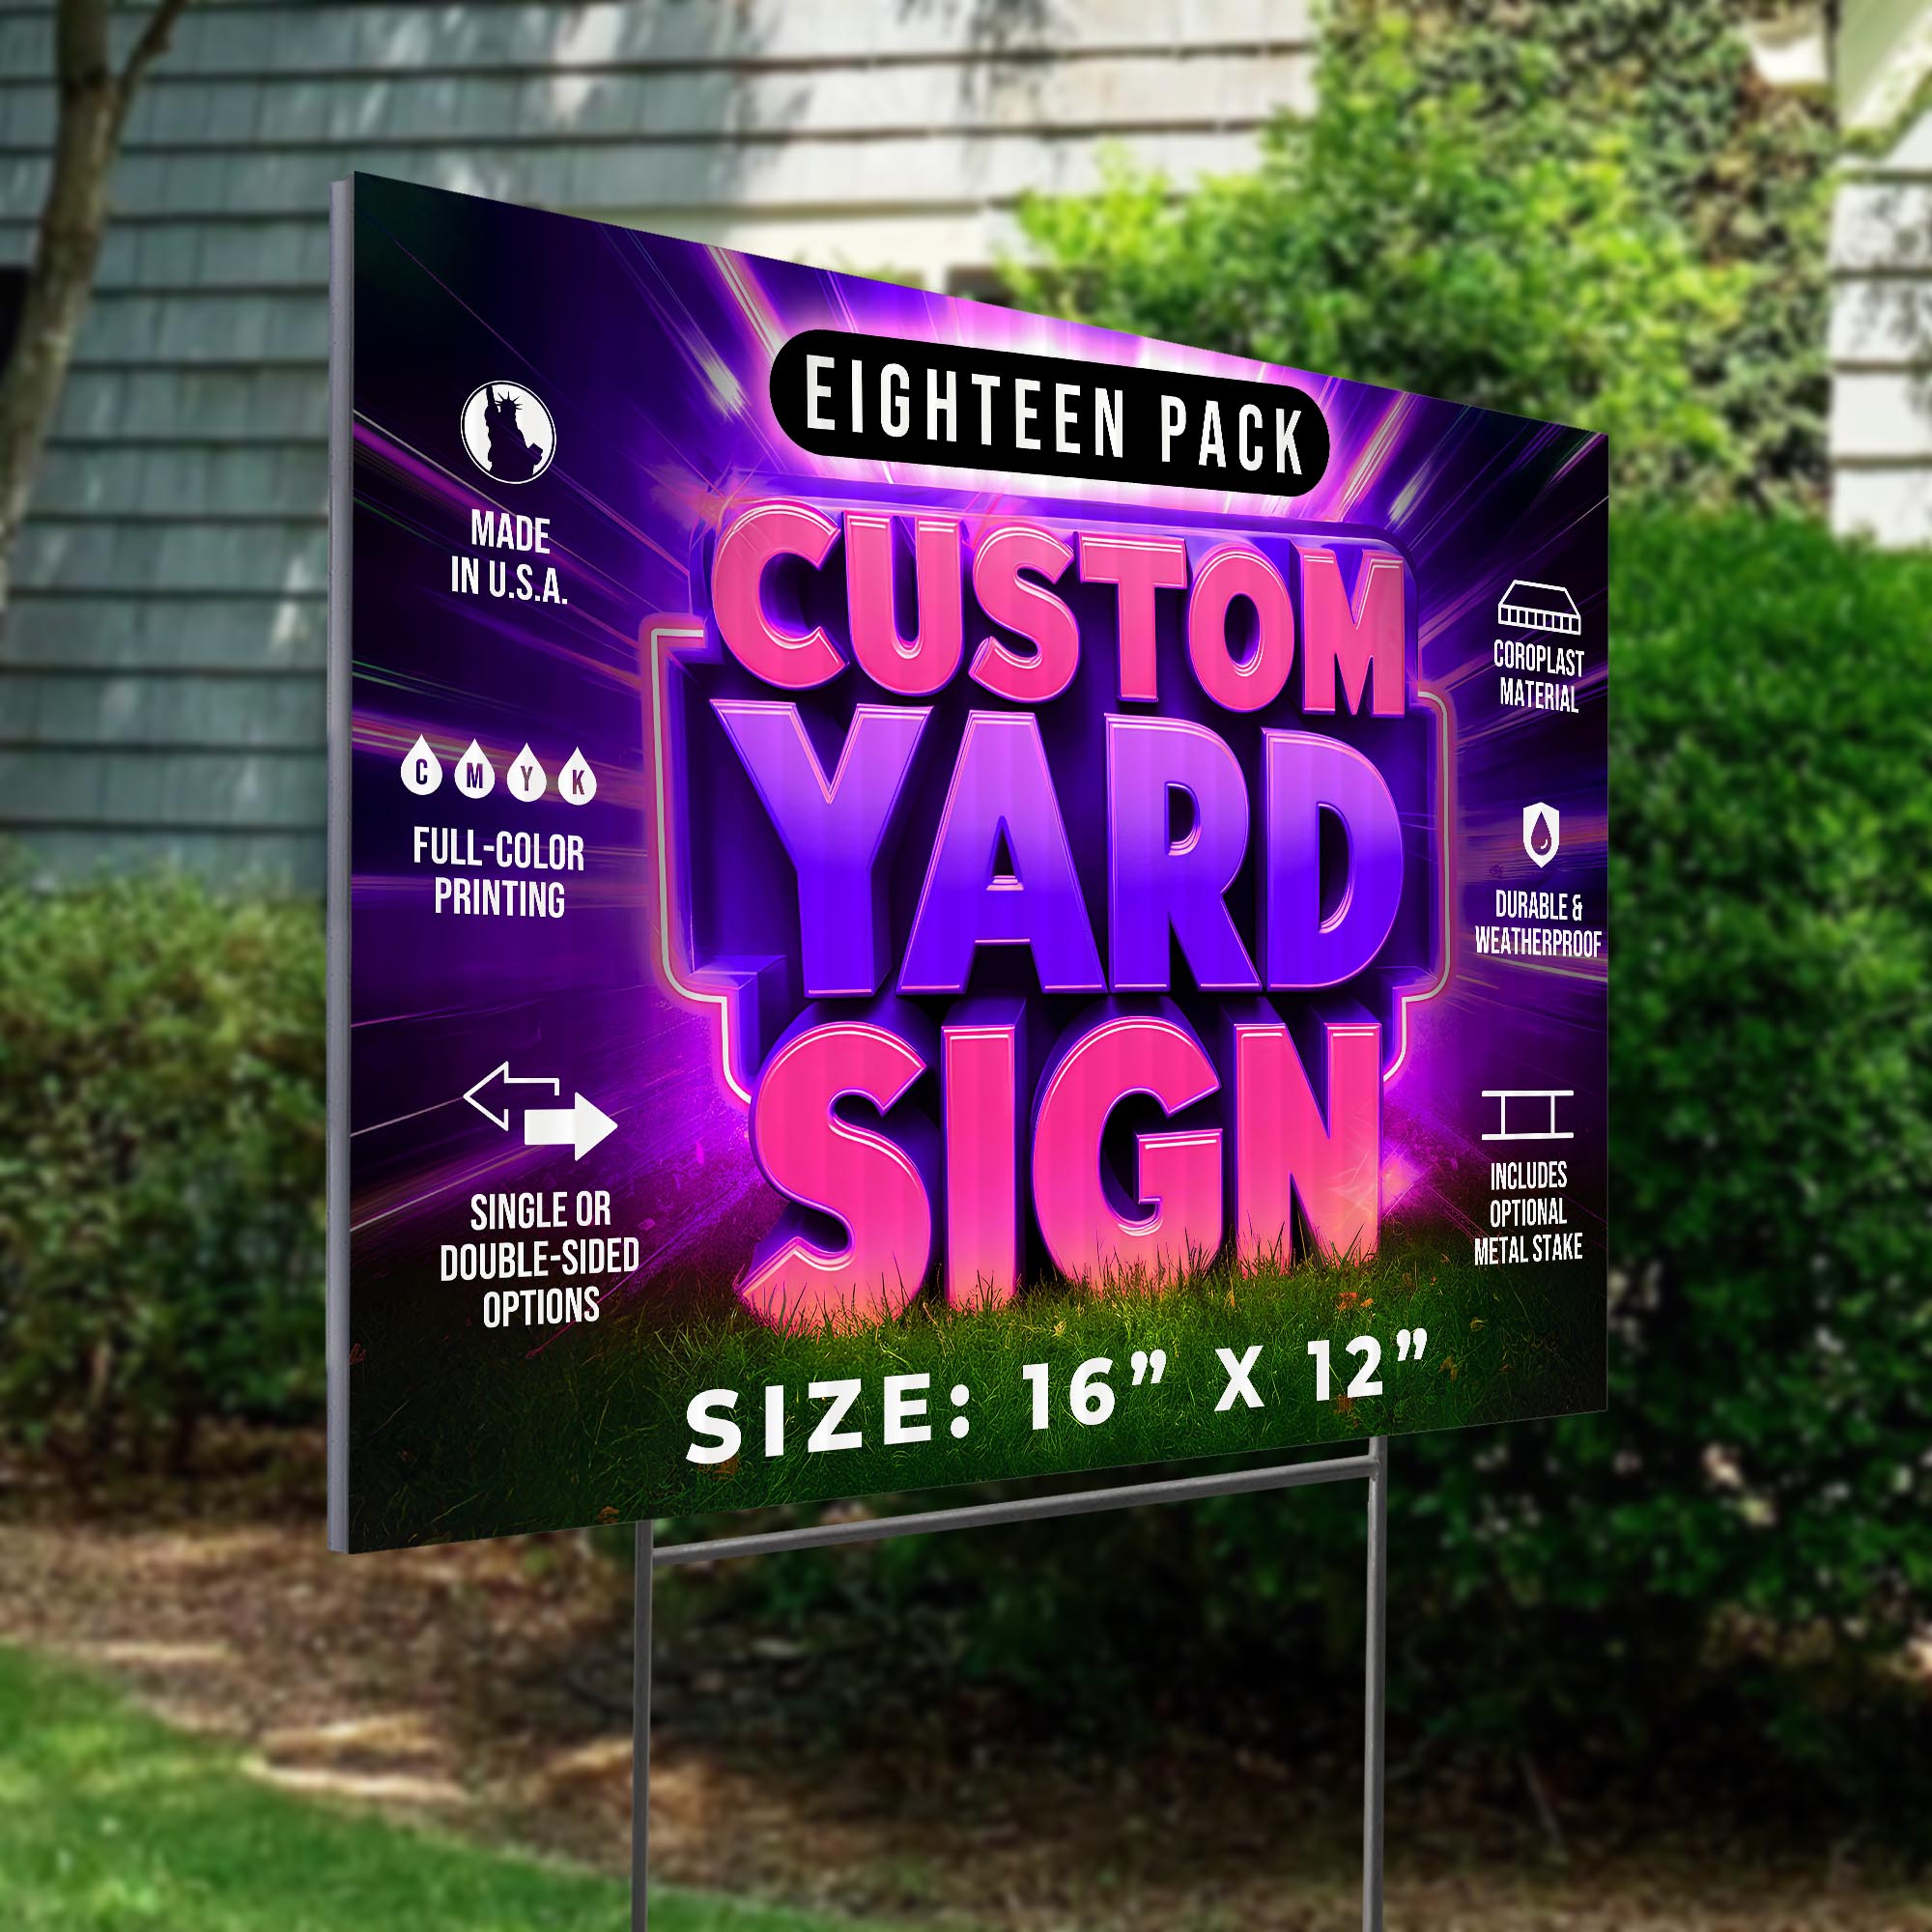 EIGHTEEN PACK
CUSTOM
YARD
SIGN
SIZE: 16” X 12”
MADE
IN U.S.A.
C M Y K
FULL-COLOR
PRINTING
SINGLE OR
DOUBLE-SIDED
OPTIONS
COROPLAST
MATERIAL
DURABLE &
WEATHERPROOF
INCLUDES
OPTIONAL
METAL STAKE